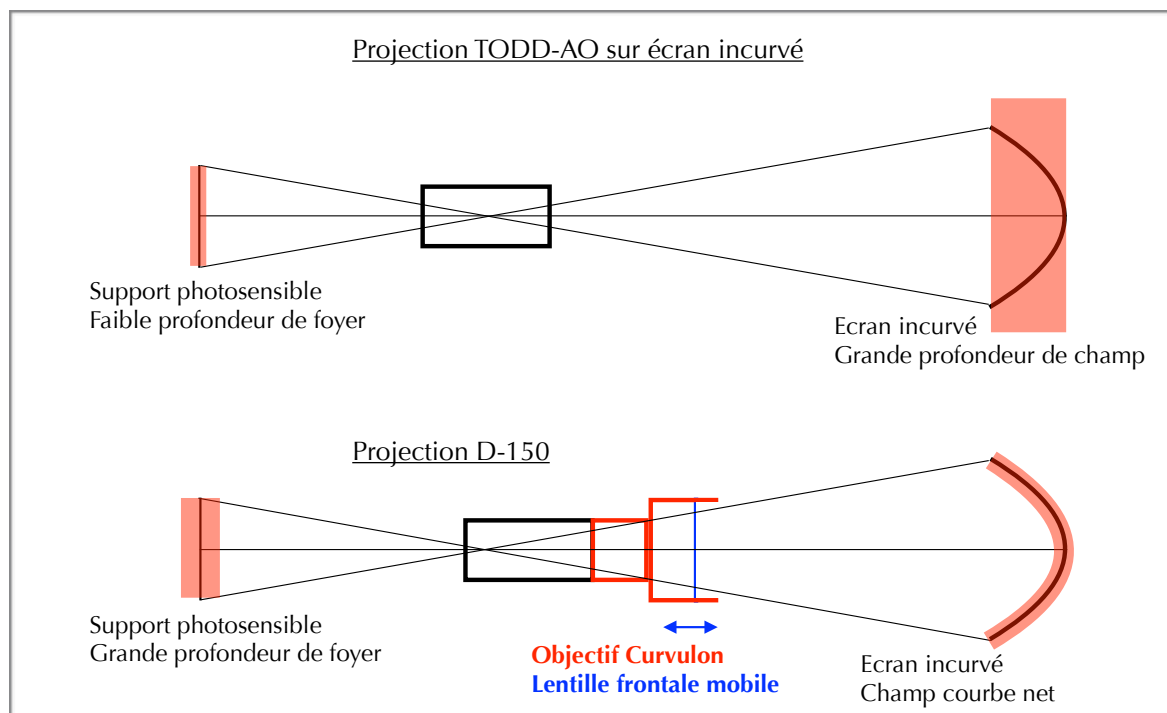 Projection TODD-AO sur écran incurvé
Support photosensible
Faible profondeur de foyer
Ecran incurvé
Grande profondeur de champ
Projection D-150
Support photosensible
Grande profondeur de foyer
Objectif Curvulon
Lentille frontale mobile
Ecran incurvé
Champ courbe net